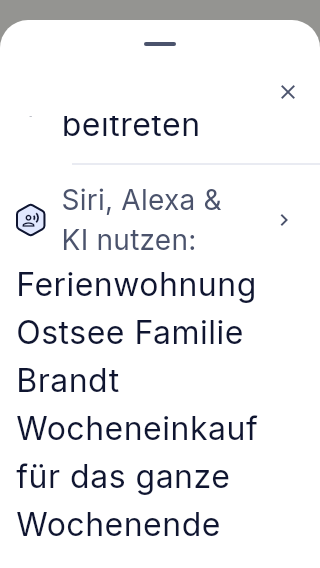 beitreten
Siri, Alexa &
KI nutzen:
Ferienwohnung
Ostsee Familie
Brandt
Wocheneinkauf
für das ganze
Wochenende